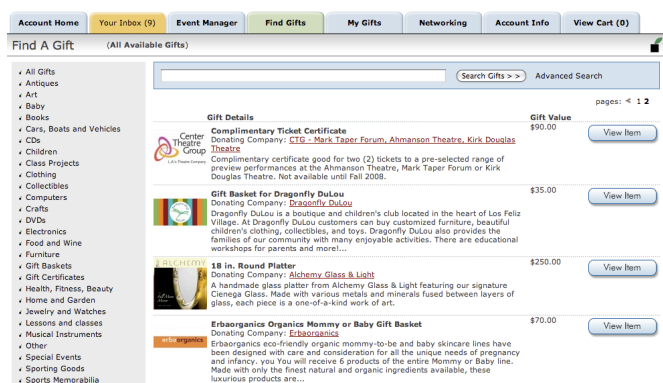 Account Home
Your Inbox (9)
Event Manager
Find Gifts
My Gifts
Networking
Account Info
View Cart (0)
Find A Gift
(All Available Gifts)
All Gifts
Antiques
Art
Baby
Books
Cars, Boats and Vehicles
CDs
Children
Class Projects
Clothing
Collectibles
Computers
Crafts
DVDs
Electronics
Food and Wine
Furniture
Gift Baskets
Gift Certificates
Health, Fitness, Beauty
Home and Garden
Jewelry and Watches
Lessons and classes
Musical Instruments
Other
Special Events
Sporting Goods
Sports Memorabilia
Search Gifts > >
Advanced Search
pages: < 1 2
Gift Details
Gift Value
Center
Theatre
Group
L.A.'s Theatre Company
Complimentary Ticket Certificate
Donating Company: CTG - Mark Taper Forum, Ahmanson Theatre, Kirk Douglas
Theatre
Complimentary certificate good for two (2) tickets to a pre-selected range of
preview performances at the Ahmanson Theatre, Mark Taper Forum or Kirk
Douglas Theatre. Not available until Fall 2008.
$90.00
View Item
Gift Basket for Dragonfly DuLou
Donating Company: Dragonfly DuLou
Dragonfly DuLou is a boutique and children's club located in the heart of Los Feliz
Village. At Dragonfly DuLou customers can buy customized furniture, beautiful
children's clothing, collectibles, and toys. Dragonfly DuLou also provides the
families of our community with many enjoyable activities. There are educational
workshops for parents and more!...
$35.00
View Item
ALCHEMY
18 in. Round Platter
Donating Company: Alchemy Glass & Light
A handmade glass platter from Alchemy Glass & Light featuring our signature
Cienega Glass. Made with various metals and minerals fused between layers of
glass, each piece is a one-of-a-kind work of art.
$250.00
View Item
erbaorganics
Erbaorganics Organics Mommy or Baby Gift Basket
Donating Company: Erbaorganics
Erbaorganics eco-friendly organic mommy-to-be and baby skincare lines have
been designed with care and consideration for all the unique needs of pregnancy
and infancy. you You will receive 6 products of the entire Mommy or Baby line.
Made with only the finest natural and organic ingredients available, these
luxurious products are...
$70.00
View Item